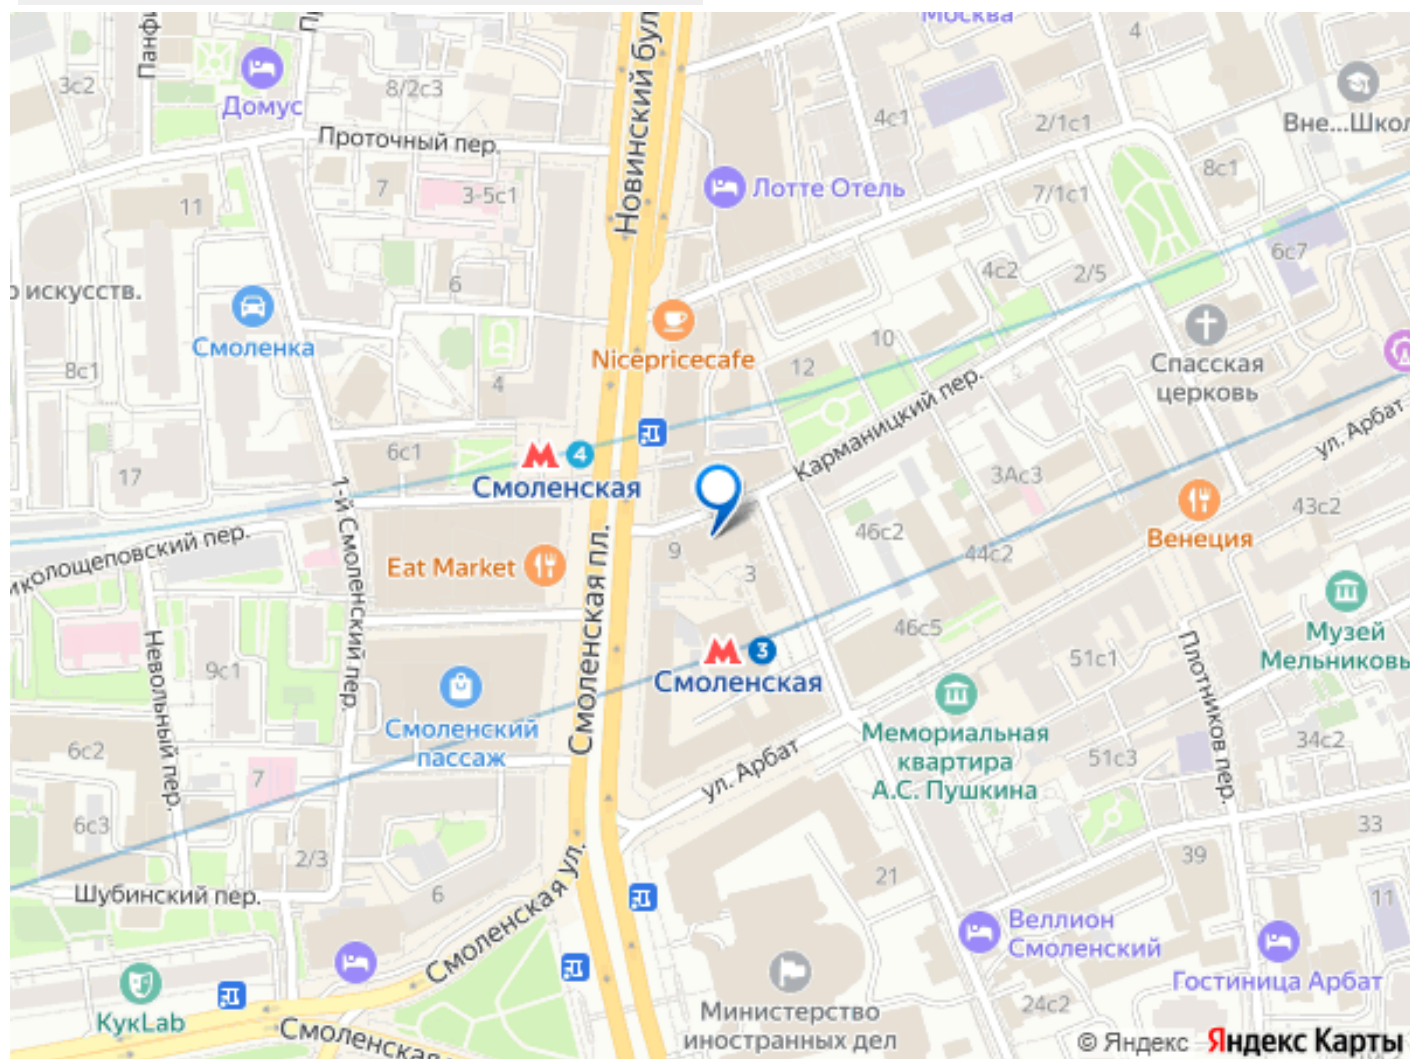 Москва
Новинский бул
Панф
4
3с2
Домус
8/2с3
4с1
2/1с1
Вне...Школ
Проточный пер.
8с1
7
3-5с1
Лотте Отель
7/1с1
11
6с7
4с2
2/5
6
о искусств.
Смоленка
Nicepricecafe
10
12
Спасская
церковь
8с1
4
Карманицкий пер.
ул. Арбат
6с1
4
Смоленская
17
3Ас3
1-й Смоленский пер.
43с2
46с2
Венеция
николощеповский пер.
Eat Market
9
3
44с2
Смоленская пл.
Музей
Мельниковы
46с5
Невольный пер.
3
Смоленская
51с1
Плотников пер.
9с1
Смоленский
пассаж
Мемориальная
квартира
А.С. Пушкина
6с2
ул. Арбат
51с3
34с2
7
6с3
33
2/3
39
21
Шубинский пер.
6
11
Смоленская ул.
Веллион
Смоленский
Гостиница Арбат
КукLab
Министерство
иностранных дел
24с2
Смоленская
© Яндекс
Яндекс Карты